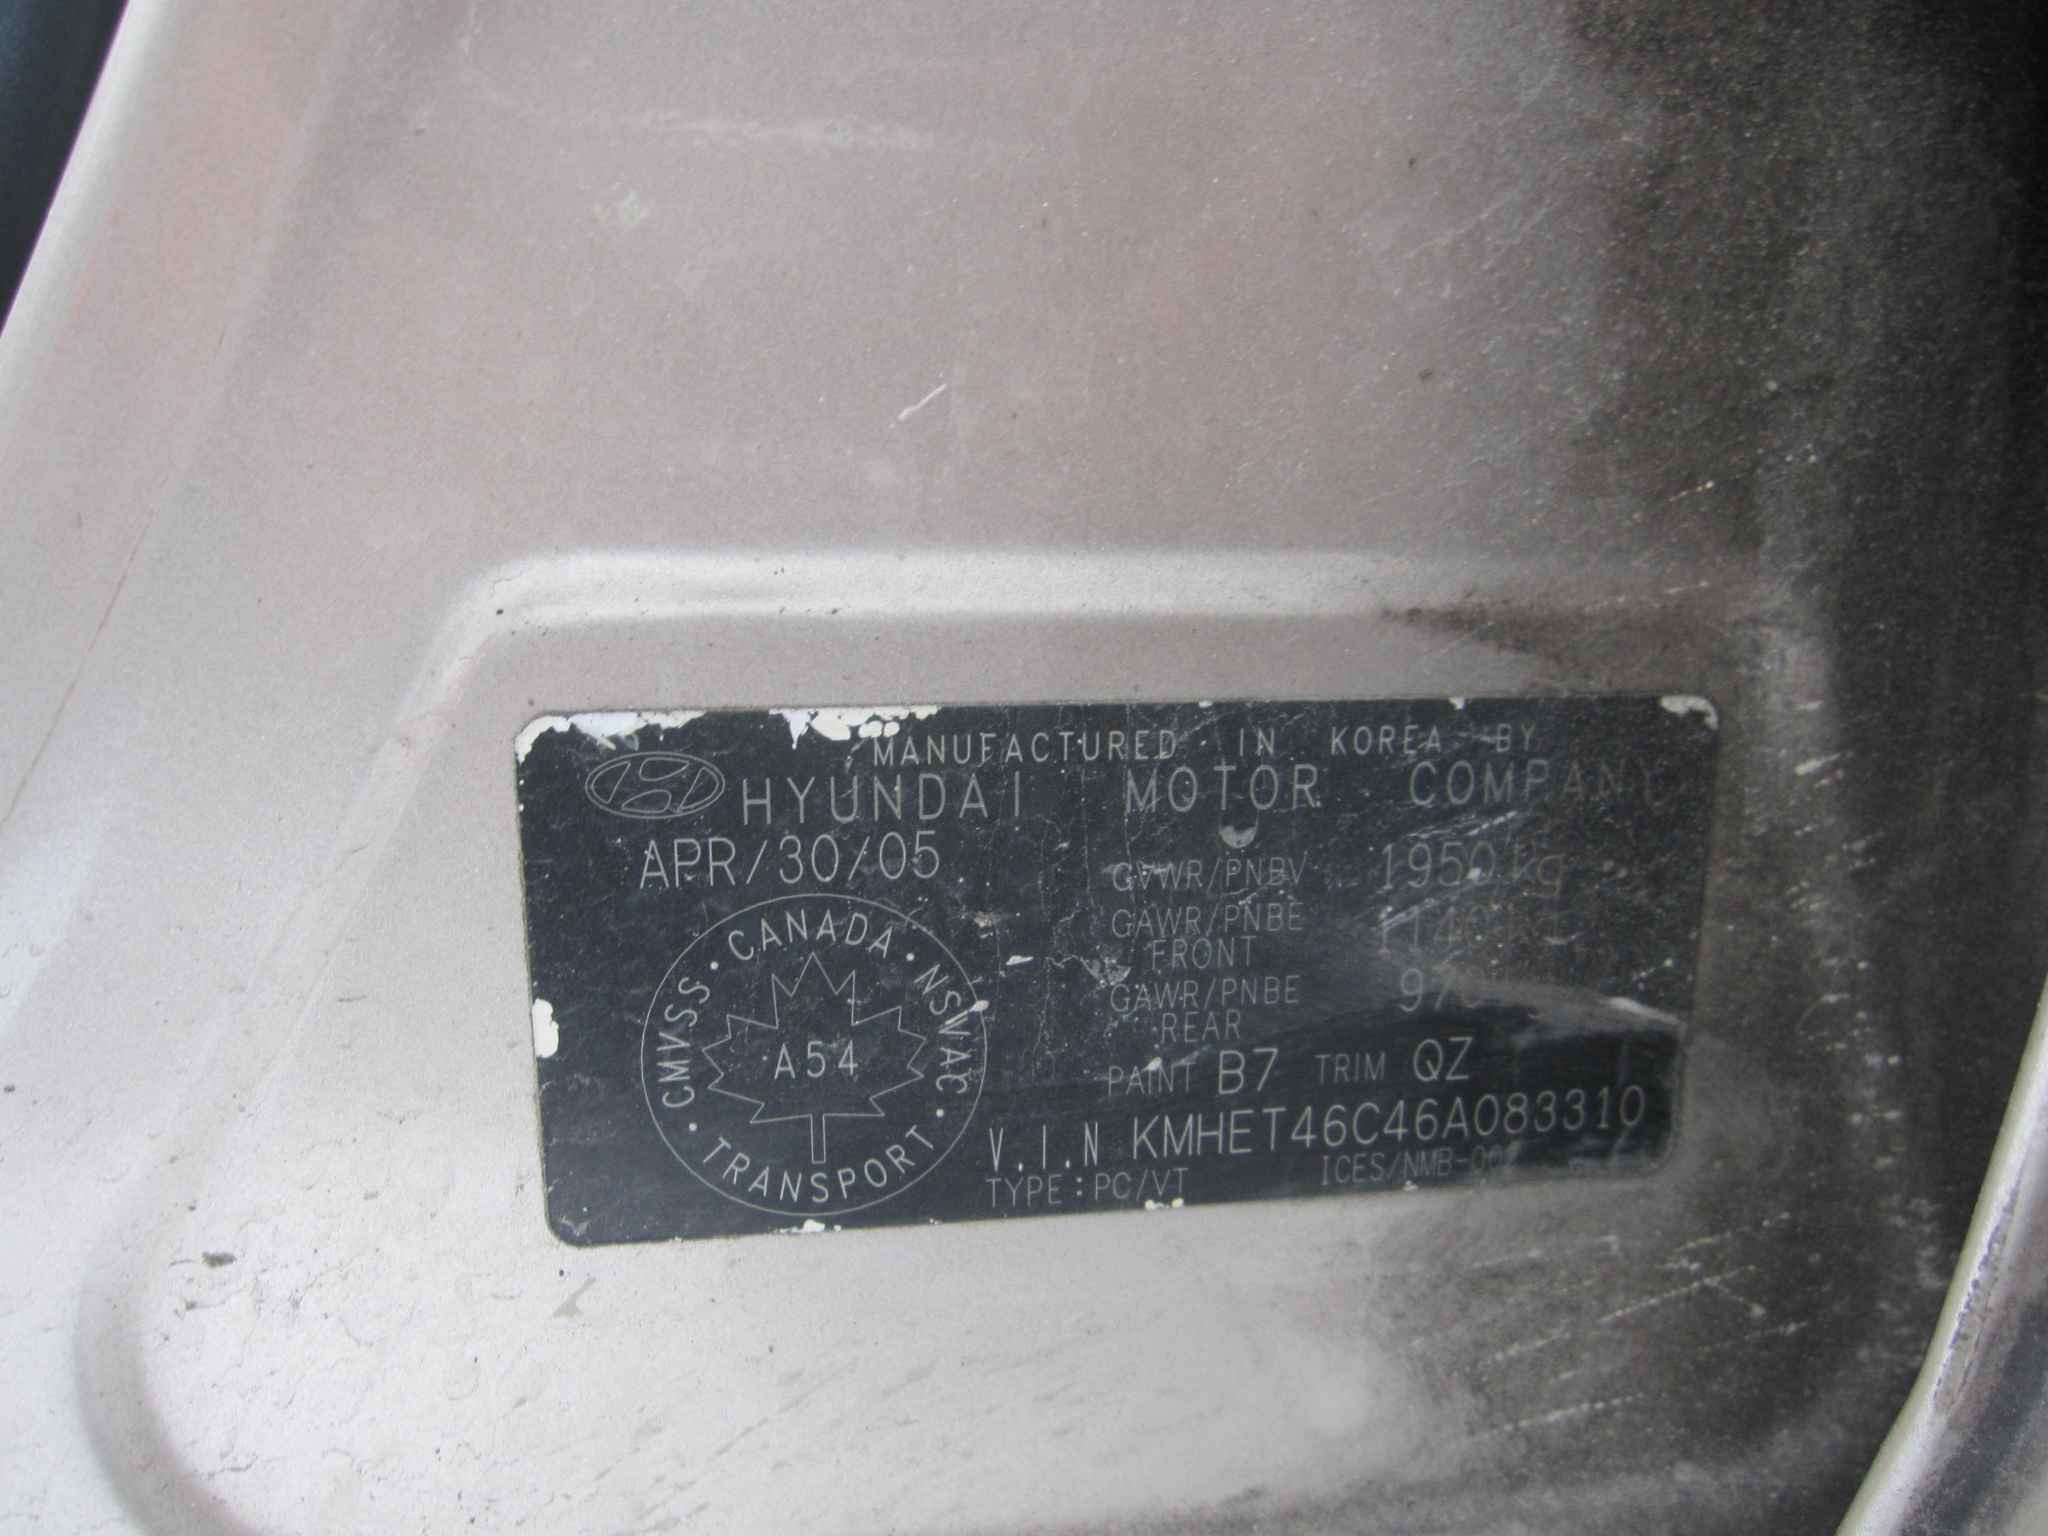 MANUFACTURED IN KOREA BY
HYUNDAI MOTOR COMPANY
APR/30/05
GVWR/PNBV 1950 kg
GAWR/PNBE
FRONT
GAWR/PNBE
REAR
CMVSS · CANADA · NSVAC · TRANSPORT ·
A54
PAINT B7 TRIM QZ
V.I.N KMHET46C46A083310
TYPE:PC/VT